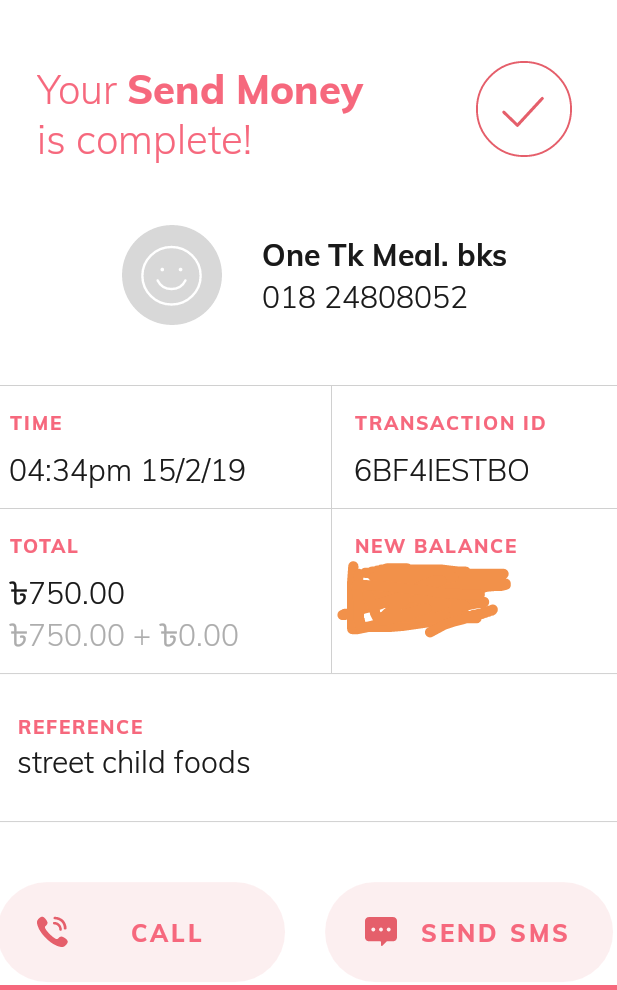 Your Send Money
is complete!
One Tk Meal. bks
018 24808052
TIME
04:34pm 15/2/19
TRANSACTION ID
6BF4IESTBO
TOTAL
৳750.00
৳750.00 + ৳0.00
NEW BALANCE
REFERENCE
street child foods
CALL
SEND SMS